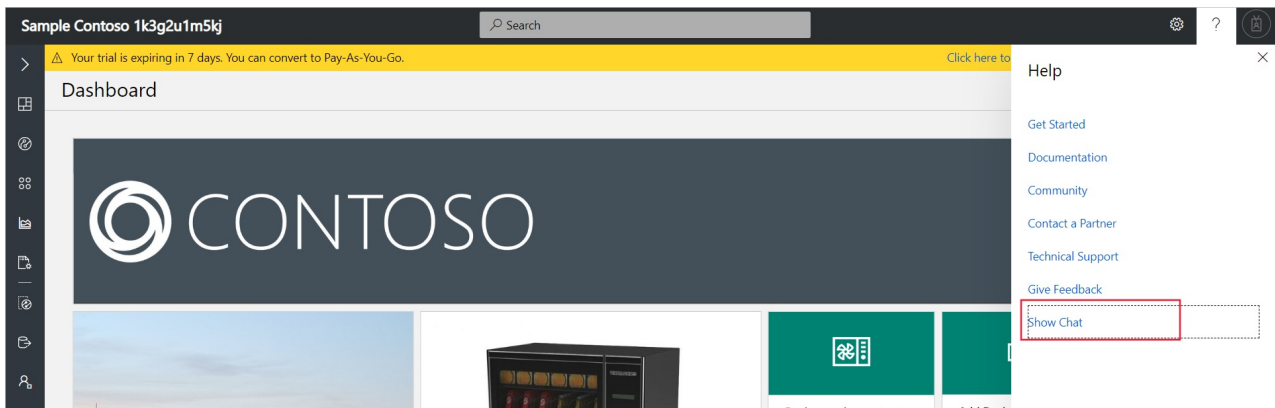 Sample Contoso 1k3g2u1m5kj
Search
?
Your trial is expiring in 7 days. You can convert to Pay-As-You-Go.
Click here to
Dashboard
CONTOSO
Help
Get Started
Documentation
Community
Contact a Partner
Technical Support
Give Feedback
Show Chat